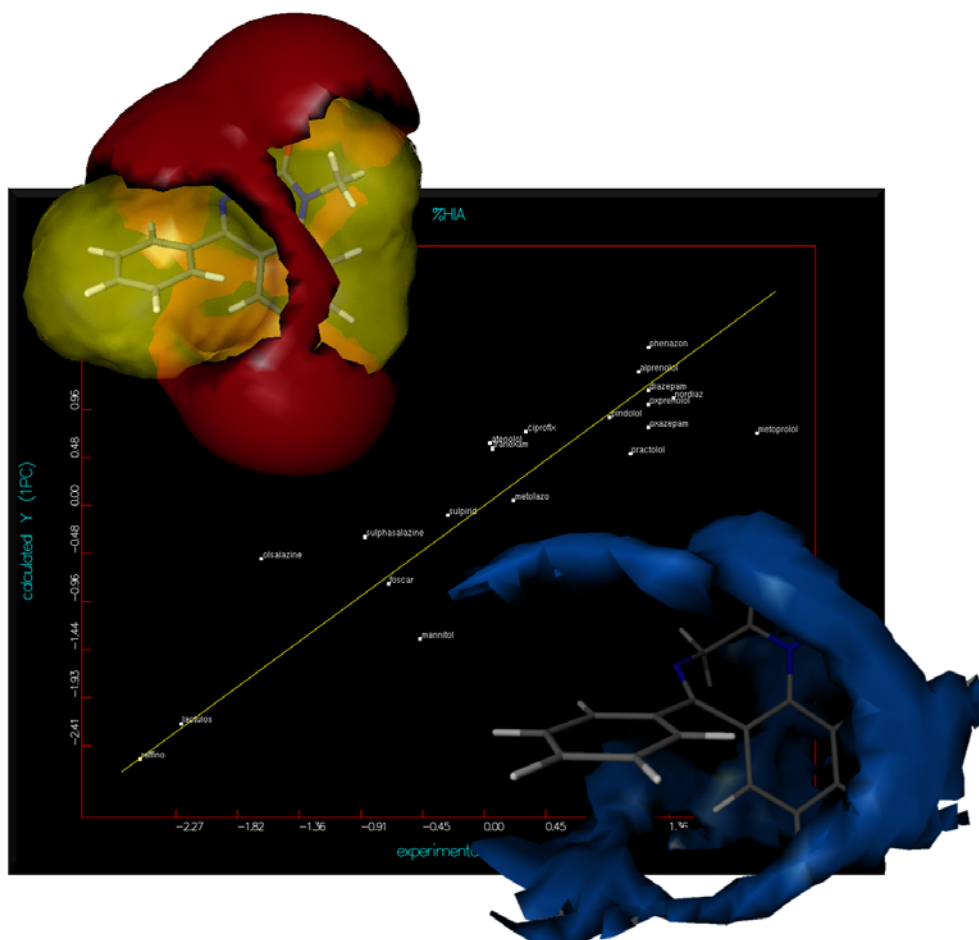 %HIA
phenazon
alprenolol
diazepam
nordiaz
oxprenolol
pindolol
metoprolol
oxazepam
ciproflx
atenolol
practolol
metolazo
sulpirid
sulphasalazine
olsalazine
foscar
mannitol
lactulos
raffino
calculated Y (1PC)
0.96
0.48
0.00
−0.48
−0.96
−1.44
−1.93
−2.41
−2.27 −1.82 −1.36 −0.91 −0.45 0.00 0.45 1.36